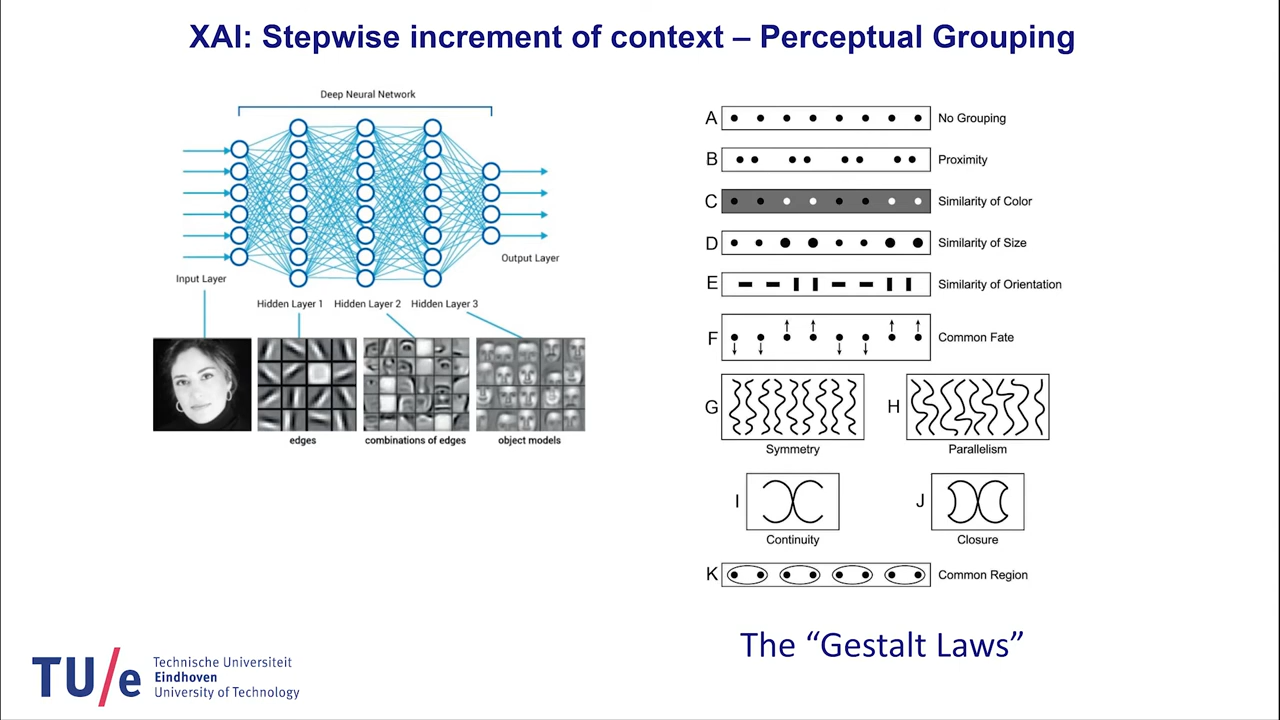 XAI: Stepwise increment of context – Perceptual Grouping
Deep Neural Network
Input Layer
Output Layer
Hidden Layer 1
Hidden Layer 2
Hidden Layer 3
edges
combinations of edges
object models
A No Grouping
B Proximity
C Similarity of Color
D Similarity of Size
E Similarity of Orientation
F Common Fate
G
H
Symmetry
Parallelism
I
J
Continuity
Closure
K Common Region
The “Gestalt Laws”
TU/e
Technische Universiteit
Eindhoven
University of Technology